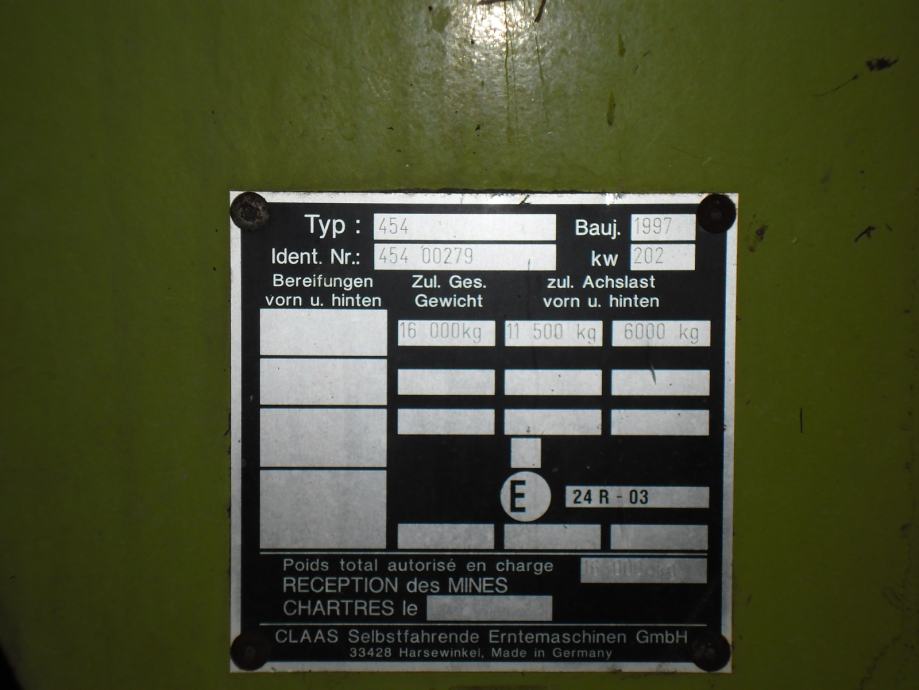 Typ : 454 Bauj. 1997
Ident. Nr.: 454 00279 kw 202
Bereifungen vorn u. hinten Zul. Ges. Gewicht zul. Achslast vorn u. hinten
16 000kg 11 500 kg 6000 kg
E 24 R - 03
Poids total autorisé en charge
RECEPTION des MINES
CHARTRES le
CLAAS Selbstfahrende Erntemaschinen GmbH
33428 Harsewinkel, Made in Germany